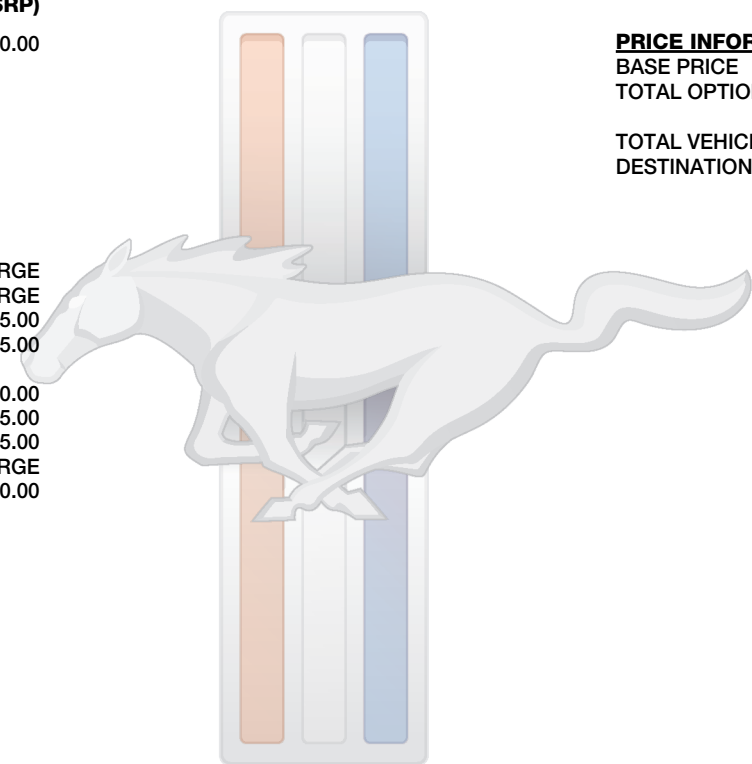 SRP)
0.00
RGE
RGE
5.00
5.00
0.00
5.00
5.00
RGE
0.00
PRICE INFOR
BASE PRICE
TOTAL OPTIO
TOTAL VEHICL
DESTINATION